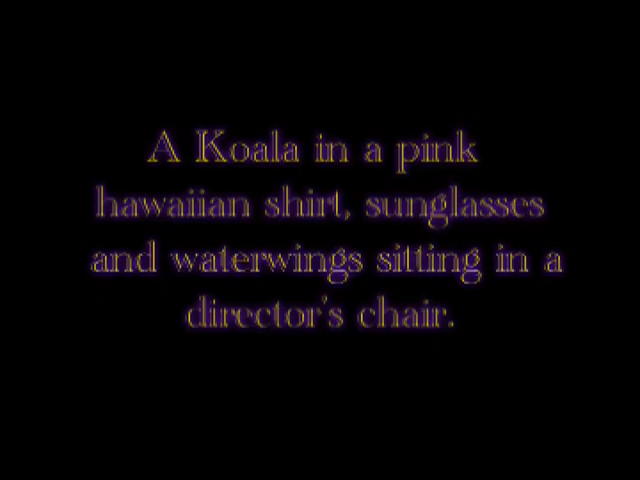 A Koala in a pink
hawaiian shirt, sunglasses
and waterwings sitting in a
director's chair.